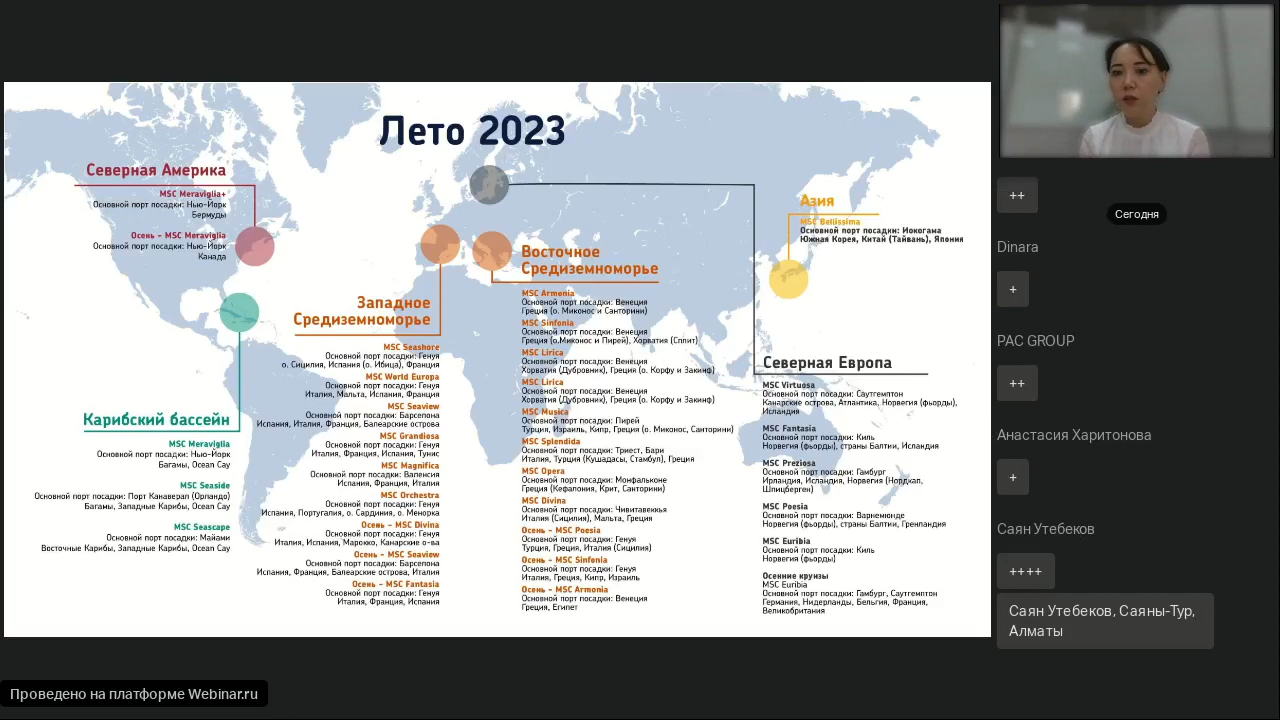 Лето 2023
Северная Америка
MSC Meraviglia+
Основной порт посадки: Нью-Йорк
Бермуды
Осень - MSC Meraviglia
Основной порт посадки: Нью-Йорк
Канада
Карибский бассейн
MSC Meraviglia
Основной порт посадки: Нью-Йорк
Багамы, Ocean Cay
MSC Seaside
Основной порт посадки: Порт Канаверал (Орландо)
Багамы, Западные Карибы, Ocean Cay
MSC Seascape
Основной порт посадки: Майами
Восточные Карибы, Западные Карибы, Ocean Cay
Западное
Средиземноморье
MSC Seashore
Основной порт посадки: Генуя
о. Сицилия, Испания (о. Ибица), Франция
MSC World Europa
Основной порт посадки: Генуя
Италия, Мальта, Испания, Франция
MSC Seaview
Основной порт посадки: Барселона
Испания, Италия, Франция, Балеарские острова
MSC Grandiosa
Основной порт посадки: Генуя
Италия, Франция, Испания, Тунис
MSC Magnifica
Основной порт посадки: Валенсия
Испания, Франция, Италия
MSC Orchestra
Основной порт посадки: Генуя
Испания, Португалия, о. Сардиния, о. Менорка
Осень - MSC Divina
Основной порт посадки: Генуя
Италия, Испания, Марокко, Канарские о-ва
Осень - MSC Seaview
Основной порт посадки: Барселона
Испания, Франция, Балеарские острова, Италия
Осень - MSC Fantasia
Основной порт посадки: Генуя
Италия, Франция, Испания
Восточное
Средиземноморье
MSC Armenia
Основной порт посадки: Венеция
Греция (о. Миконос и Санторини)
MSC Sinfonia
Основной порт посадки: Венеция
Греция (о.Миконос и Пирей), Хорватия (Сплит)
MSC Lirica
Основной порт посадки: Венеция
Хорватия (Дубровник), Греция (о. Корфу и Закинф)
MSC Lirica
Основной порт посадки: Венеция
Хорватия (Дубровник), Греция (о. Корфу и Закинф)
MSC Musica
Основной порт посадки: Пирей
Турция, Израиль, Кипр, Греция (о. Миконос, Санторини)
MSC Splendida
Основной порт посадки: Триест, Бари
Италия, Турция (Кушадасы, Стамбул), Греция
MSC Opera
Основной порт посадки: Монфальконе
Греция (Кефалония, Крит, Санторини)
MSC Divina
Основной порт посадки: Чивитавеккья
Италия (Сицилия), Мальта, Греция
Осень - MSC Poesia
Основной порт посадки: Генуя
Турция, Греция, Италия (Сицилия)
Осень - MSC Sinfonia
Основной порт посадки: Генуя
Италия, Греция, Кипр, Израиль
Осень - MSC Armonia
Основной порт посадки: Венеция
Греция, Египет
Азия
MSC Bellissima
Основной порт посадки: Йокогама
Южная Корея, Китай (Тайвань), Япония
Северная Европа
MSC Virtuosa
Основной порт посадки: Саутгемптон
Канарские острова, Атлантика, Норвегия (фьорды),
Исландия
MSC Fantasia
Основной порт посадки: Киль
Норвегия (фьорды), страны Балтии, Исландия
MSC Preziosa
Основной порт посадки: Гамбург
Ирландия, Исландия, Норвегия (Нордкап,
Шпицберген)
MSC Poesia
Основной порт посадки: Варнемюнде
Норвегия (фьорды), страны Балтии, Гренландия
MSC Euribia
Основной порт посадки: Киль
Норвегия (фьорды)
Осенние круизы
MSC Euribia
Основной порт посадки: Гамбург, Саутгемптон
Германия, Нидерланды, Бельгия, Франция,
Великобритания
++
Сегодня
Dinara
+
PAC GROUP
++
Анастасия Харитонова
+
Саян Утебеков
++++
Саян Утебеков, Саяны-Тур,
Алматы
Проведено на платформе Webinar.ru